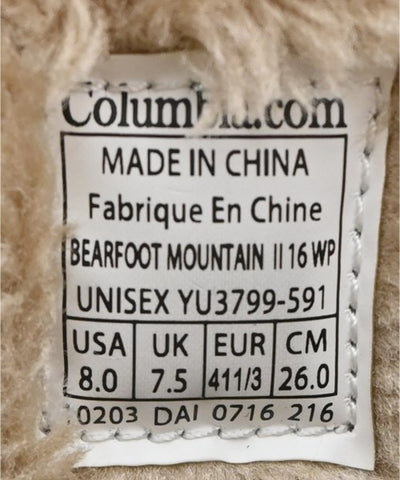 Columbia.com
MADE IN CHINA
Fabrique En Chine
BEARFOOT MOUNTAIN II 16 WP
UNISEX YU3799-591
USA UK EUR CM
8.0 7.5 411/3 26.0
0203 DAI 0716 216